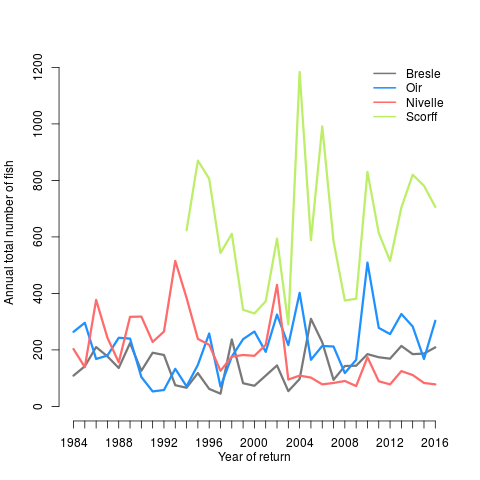 Annual total number of fish
1200
1000
800
600
400
200
0
Bresle
Oir
Nivelle
Scorff
1984 1988 1992 1996 2000 2004 2008 2012 2016
Year of return